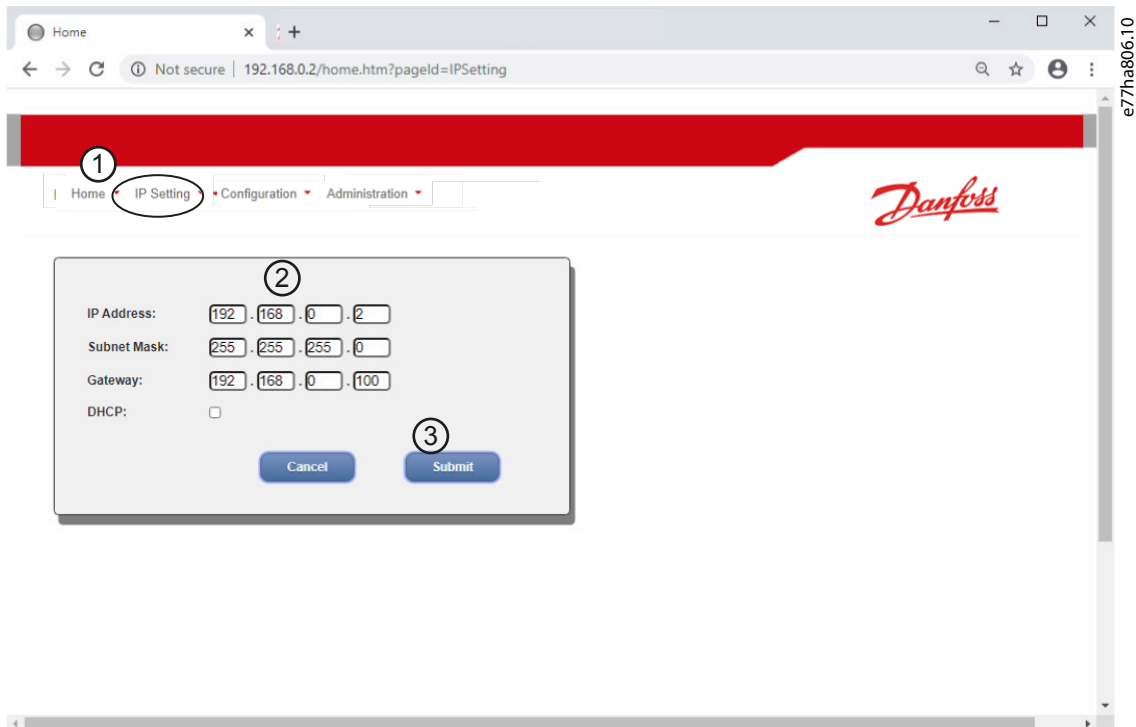 Home
Not secure | 192.168.0.2/home.htm?pageId=IPSetting
e77ha806.10
1
Home IP Setting Configuration Administration
Danfoss
2
IP Address: 192 . 168 . 0 . 2
Subnet Mask: 255 . 255 . 255 . 0
Gateway: 192 . 168 . 0 . 100
DHCP:
3
Cancel Submit